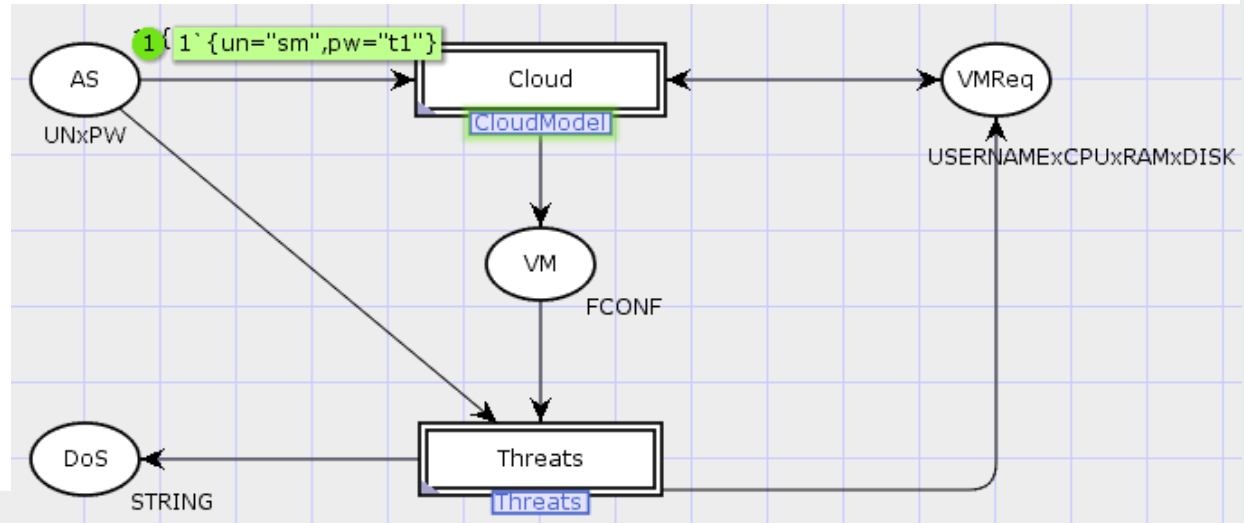 1 1`{un="sm",pw="t1"}
AS
Cloud
VMReq
CloudModel
UNxPW
USERNAMExCPUxRAMxDISK
VM
FCONF
DoS
Threats
STRING
Threats